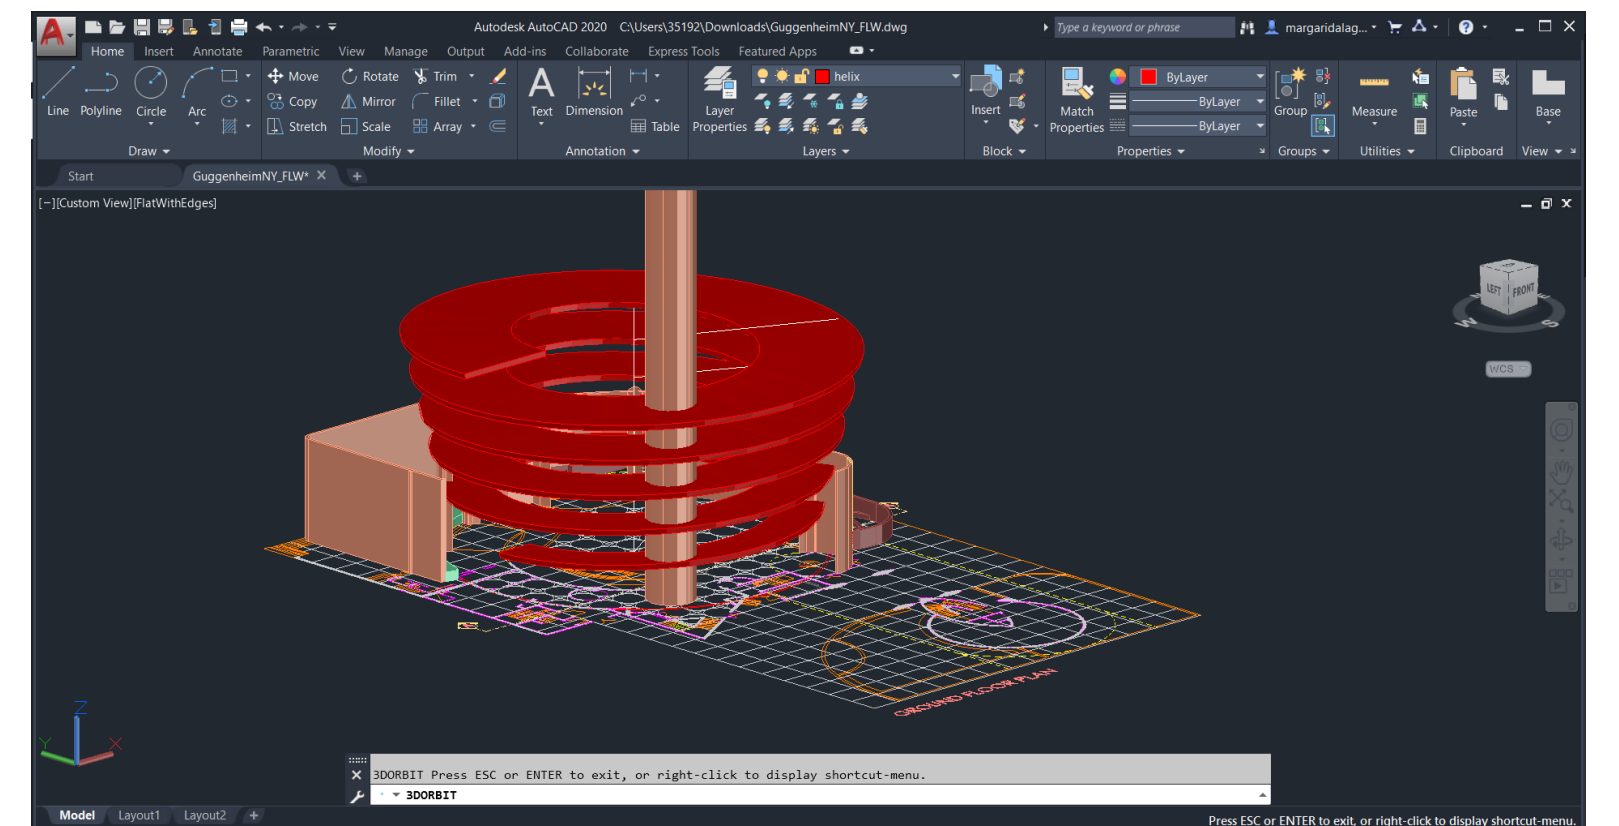 Autodesk AutoCAD 2020 C:\Users\35192\Downloads\GuggenheimNY_FLW.dwg
Type a keyword or phrase
margaridalag...
Home Insert Annotate Parametric View Manage Output Add-ins Collaborate Express Tools Featured Apps
Line Polyline Circle Arc
Move Rotate Trim
Copy Mirror Fillet
Stretch Scale Array
Text Dimension Table
Layer Properties
helix
Insert
Match Properties
ByLayer
ByLayer
ByLayer
Group
Measure
Paste
Base
Draw Modify Annotation Layers Block Properties Groups Utilities Clipboard View
Start GuggenheimNY_FLW* +
[−][Custom View][FlatWithEdges]
TOP
LEFT FRONT
W S
WCS
GROUND FLOOR PLAN
Z
Y X
3DORBIT Press ESC or ENTER to exit, or right-click to display shortcut-menu.
3DORBIT
Model Layout1 Layout2 +
Press ESC or ENTER to exit, or right-click to display shortcut-menu.